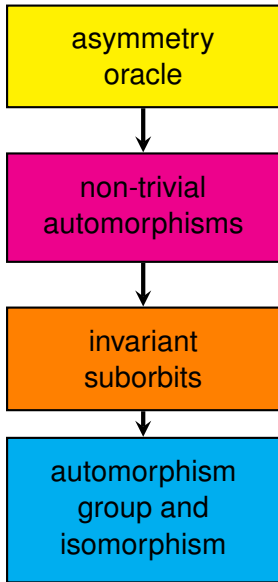 asymmetry
oracle
non-trivial
automorphisms
invariant
suborbits
automorphism
group and
isomorphism